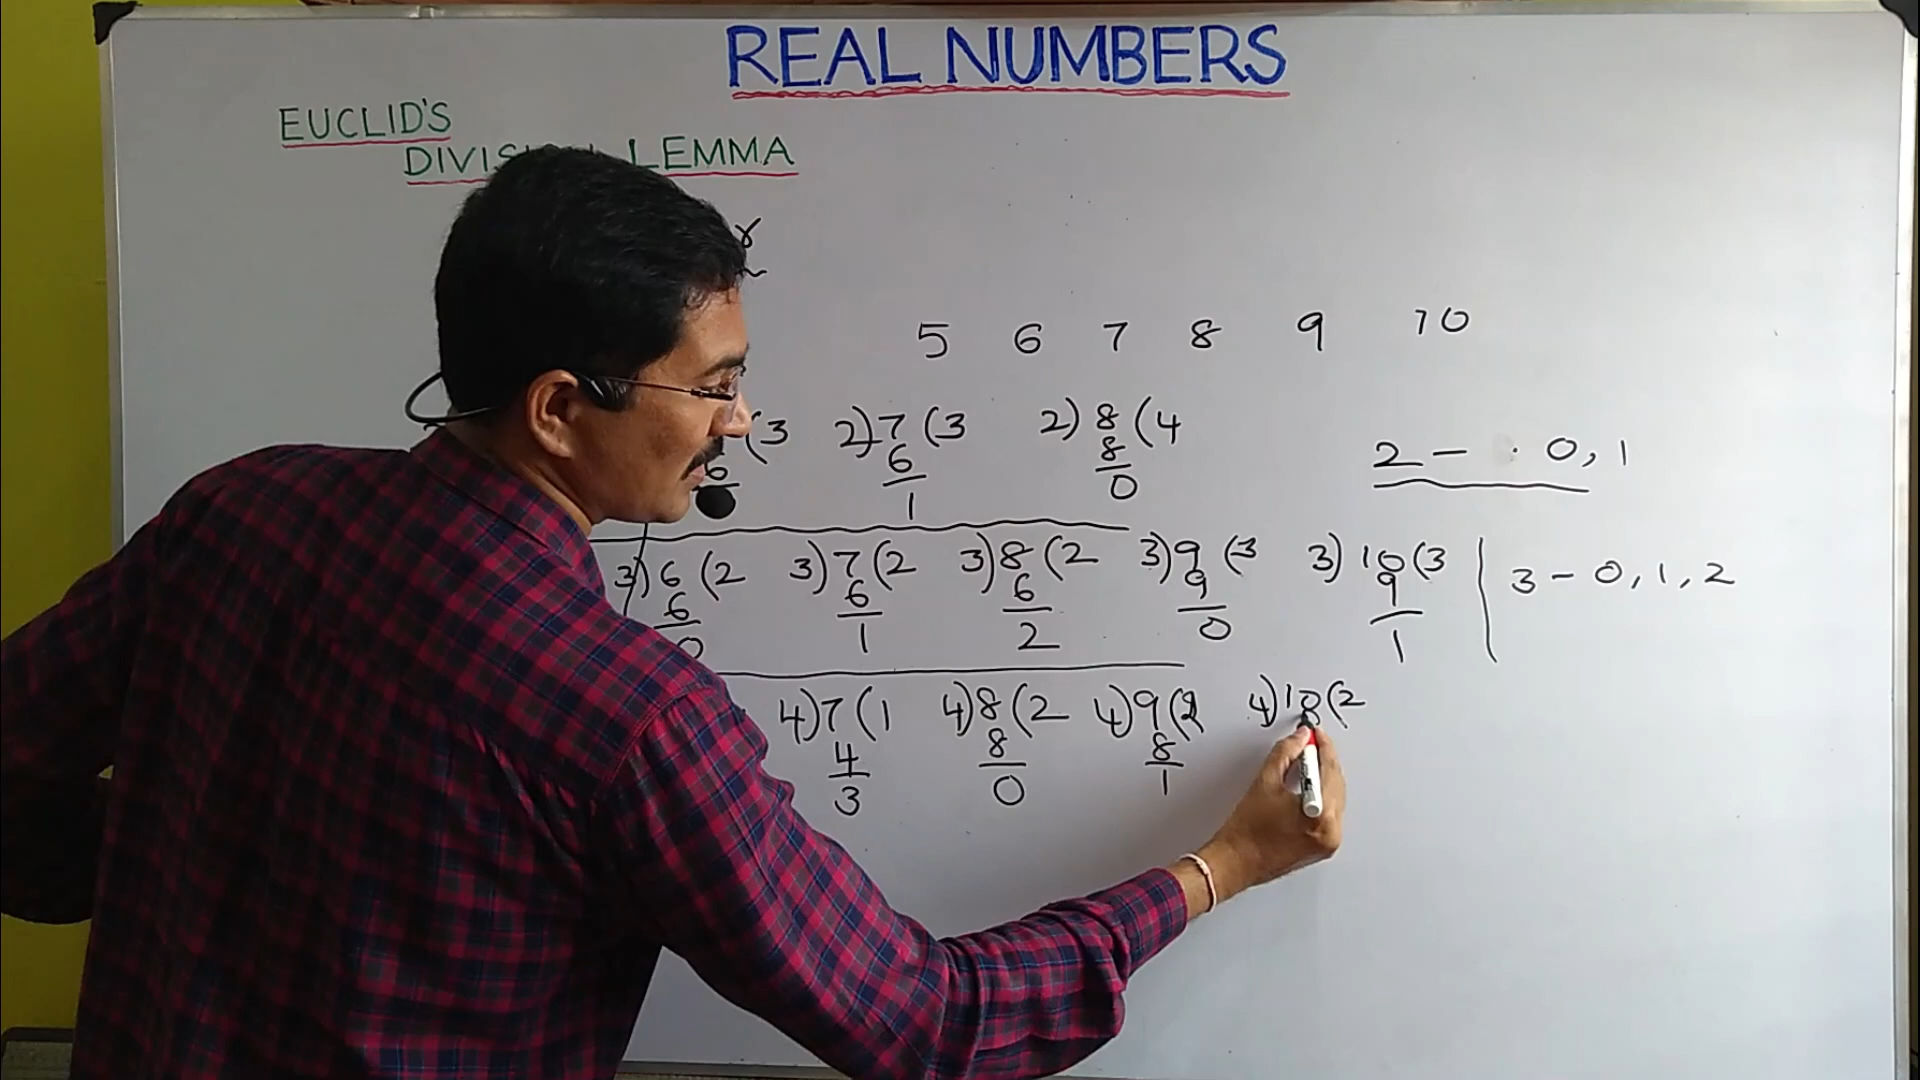 REAL NUMBERS
EUCLID'S
LEMMA
r
5 6 7 8 9 10
(3 2)7(3 2)8(4
6 6 8
1 0
2 - . 0, 1
3)6(2 3)7(2 3)8(2 3)9(3 3)10(3 3 - 0, 1, 2
6 6 6 9 9
0 1 2 0 1
4)7(1 4)8(2 4)9(2 4)10(2
4 8 8
3 0 1